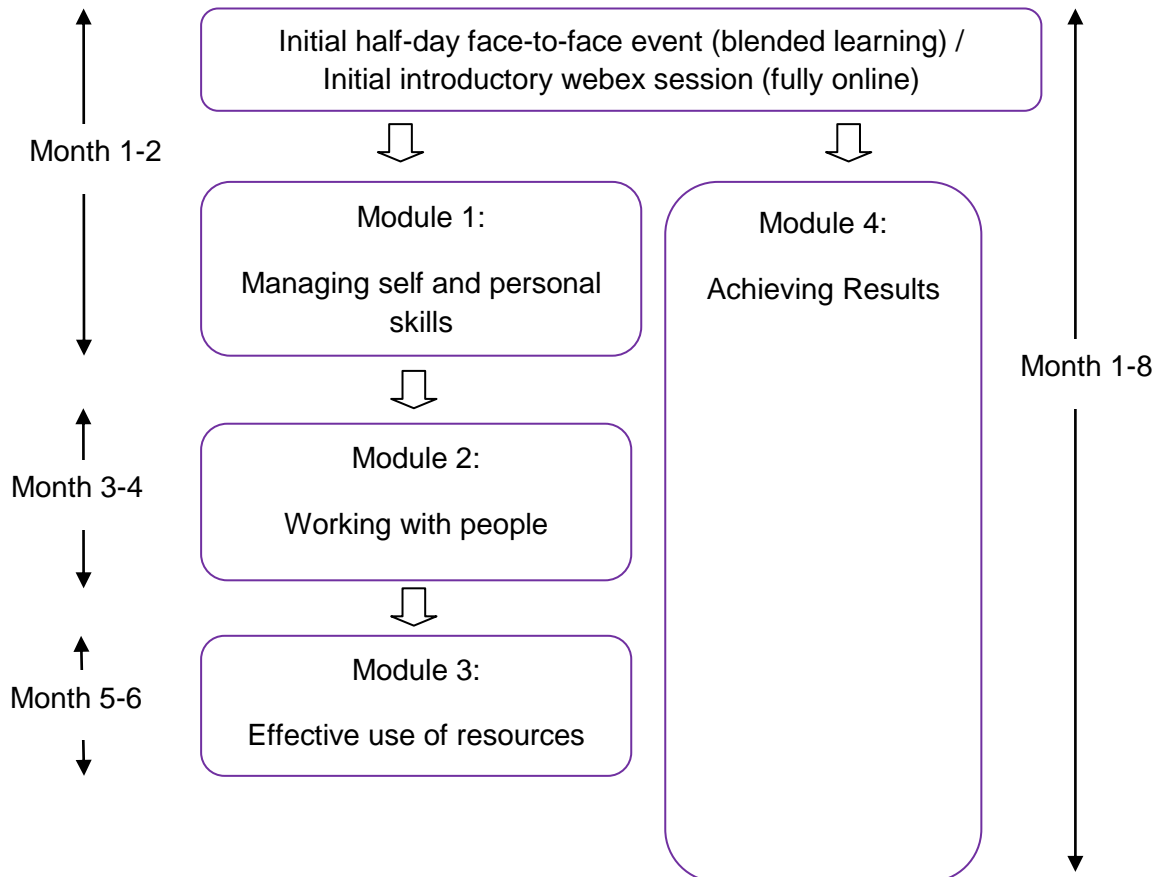 Initial half-day face-to-face event (blended learning) /
Initial introductory webex session (fully online)
Month 1-2
Module 1:
Managing self and personal
skills
Module 4:
Achieving Results
Month 1-8
Month 3-4
Module 2:
Working with people
Month 5-6
Module 3:
Effective use of resources